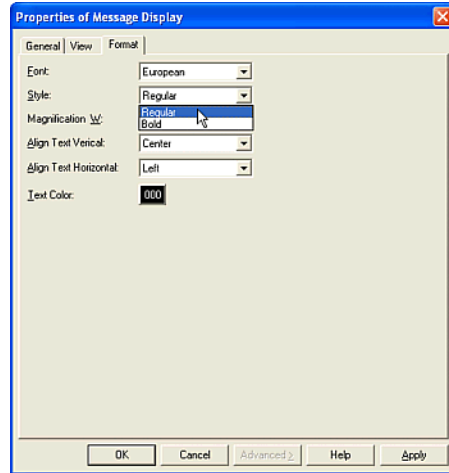 Properties of Message Display
General View Format
Font: European
Style: Regular
Regular
Magnification W: Bold
Align Text Verical: Center
Align Text Horizontal: Left
Text Color: 000
OK Cancel Advanced > Help Apply